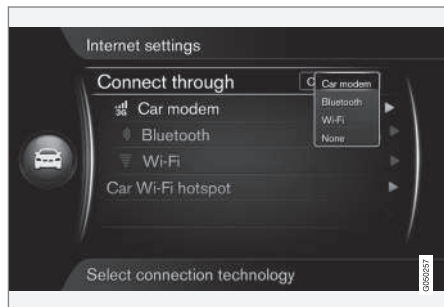 Internet settings
Connect through
C
Car modem
Bluetooth
Wi-Fi
None
3G Car modem
Bluetooth
Wi-Fi
Car Wi-Fi hotspot
Select connection technology
G050257